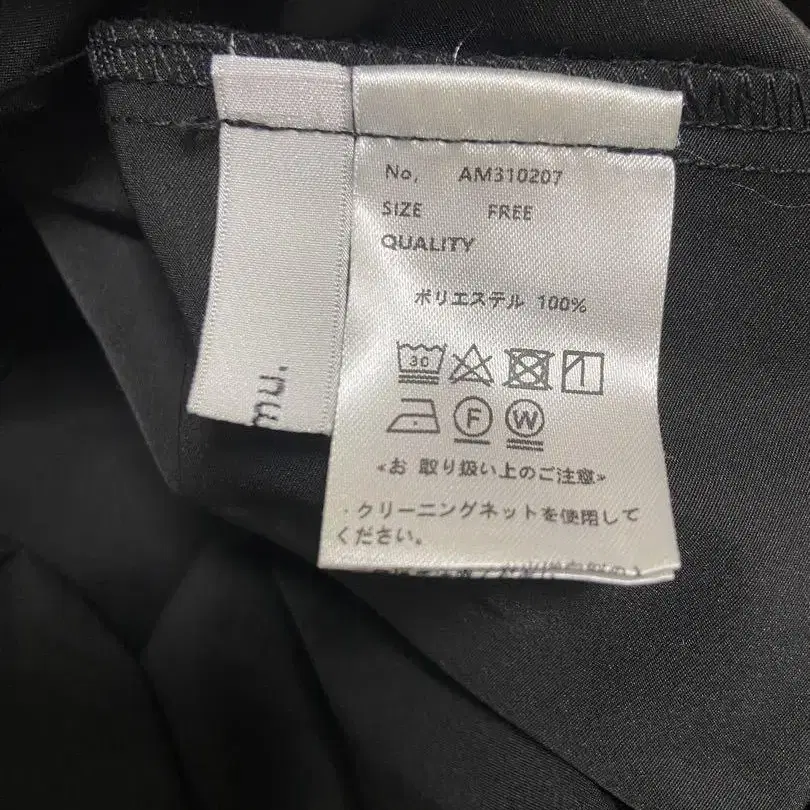 No, AM310207
SIZE FREE
QUALITY
ポリエステル 100%
30
F W
«お 取り扱い上のご注意»
・クリーニングネットを使用して
ください。
mu.